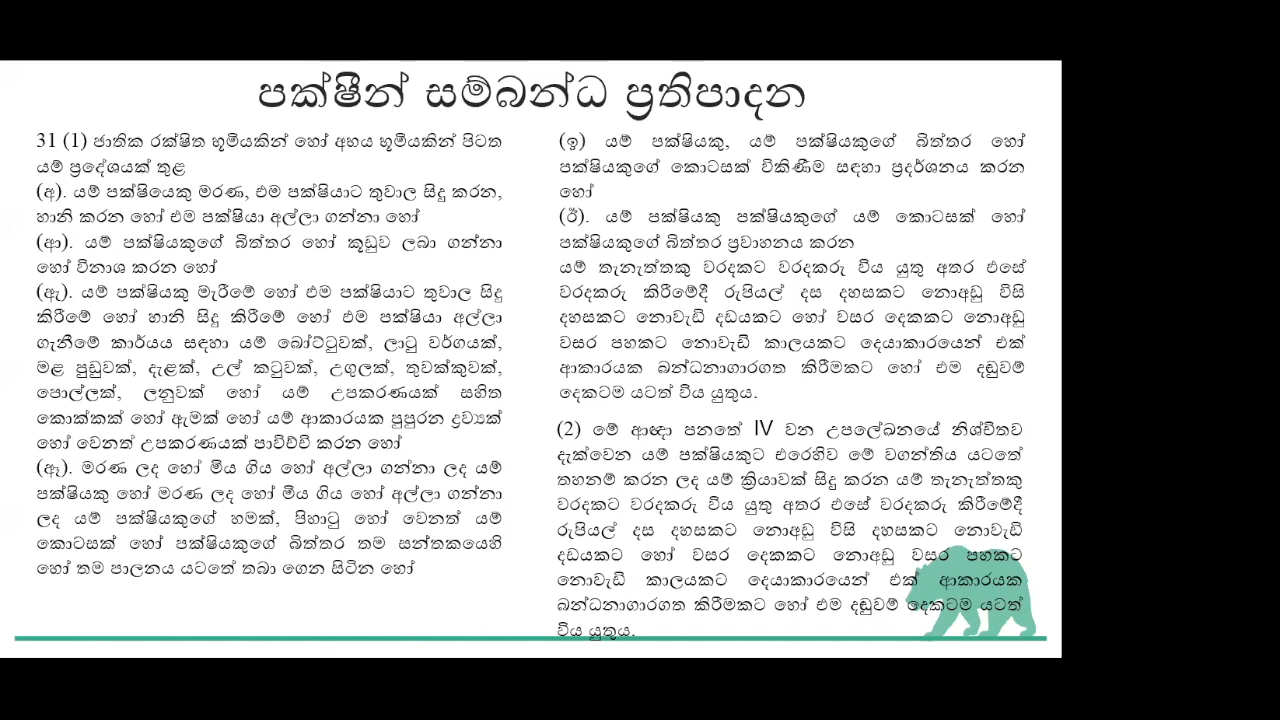 පක්ෂීන් සම්බන්ධ ප්‍රතිපාදන
31 (1) ජාතික රක්ෂිත භූමියකින් හෝ අභය භූමියකින් පිටත
යම් ප්‍රදේශයක් තුළ
(අ). යම් පක්ෂියෙකු මරණ, එම පක්ෂියාට තුවාල සිදු කරන,
හානි කරන හෝ එම පක්ෂියා අල්ලා ගන්නා හෝ
(ආ). යම් පක්ෂියකුගේ බිත්තර හෝ කූඩුව ලබා ගන්නා
හෝ විනාශ කරන හෝ
(ඇ). යම් පක්ෂියකු මැරීමේ හෝ එම පක්ෂියාට තුවාල සිදු
කිරීමේ හෝ හානි සිදු කිරීමේ හෝ එම පක්ෂියා අල්ලා
ගැනීමේ කාර්යය සඳහා යම් බෝට්ටුවක්, ලාටු වර්ගයක්,
මළ පුඩුවක්, දැළක්, උල් කටුවක්, උගුලක්, තුවක්කුවක්,
පොල්ලක්, ලනුවක් හෝ යම් උපකරණයක් සහිත
කොක්කක් හෝ ඇමක් හෝ යම් ආකාරයක පුපුරන ද්‍රව්‍යක්
හෝ වෙනත් උපකරණයක් පාවිච්චි කරන හෝ
(ඈ). මරණ ලද හෝ මිය ගිය හෝ අල්ලා ගන්නා ලද යම්
පක්ෂියකු හෝ මරණ ලද හෝ මිය ගිය හෝ අල්ලා ගන්නා
ලද යම් පක්ෂියකුගේ හමක්, පිහාටු හෝ වෙනත් යම්
කොටසක් හෝ පක්ෂියකුගේ බිත්තර තම සන්තකයෙහි
හෝ තම පාලනය යටතේ තබා ගෙන සිටින හෝ
(ඉ) යම් පක්ෂියකු, යම් පක්ෂියකුගේ බිත්තර හෝ
පක්ෂියකුගේ කොටසක් විකිණීම සඳහා ප්‍රදර්ශනය කරන
හෝ
(ඊ). යම් පක්ෂියකු පක්ෂියකුගේ යම් කොටසක් හෝ
පක්ෂියකුගේ බිත්තර ප්‍රවාහනය කරන
යම් තැනැත්තකු වරදකට වරදකරු විය යුතු අතර එසේ
වරදකරු කිරීමේදී රුපියල් දස දහසකට නොඅඩු විසි
දහසකට නොවැඩි දඩයකට හෝ වසර දෙකකට නොඅඩු
වසර පහකට නොවැඩි කාලයකට දෙයාකාරයෙන් එක්
ආකාරයක බන්ධනාගාරගත කිරීමකට හෝ එම දඬුවම්
දෙකටම යටත් විය යුතුය.
(2) මේ ආඥා පනතේ IV වන උපලේඛනයේ නිශ්චිතව
දැක්වෙන යම් පක්ෂියකුට එරෙහිව මේ වගන්තිය යටතේ
තහනම් කරන ලද යම් ක්‍රියාවක් සිදු කරන යම් තැනැත්තකු
වරදකට වරදකරු විය යුතු අතර එසේ වරදකරු කිරීමේදී
රුපියල් දස දහසකට නොඅඩු විසි දහසකට නොවැඩි
දඩයකට හෝ වසර දෙකකට නොඅඩු වසර පහකට
නොවැඩි කාලයකට දෙයාකාරයෙන් එක් ආකාරයක
බන්ධනාගාරගත කිරීමකට හෝ එම දඬුවම් දෙකටම යටත්
විය යුතුය.